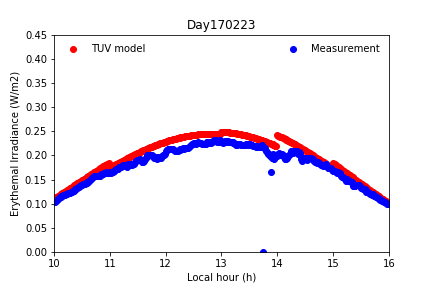 Day170223
TUV model
Measurement
Erythemal Irradiance (W/m2)
0.45
0.40
0.35
0.30
0.25
0.20
0.15
0.10
0.05
0.00
10 11 12 13 14 15 16
Local hour (h)